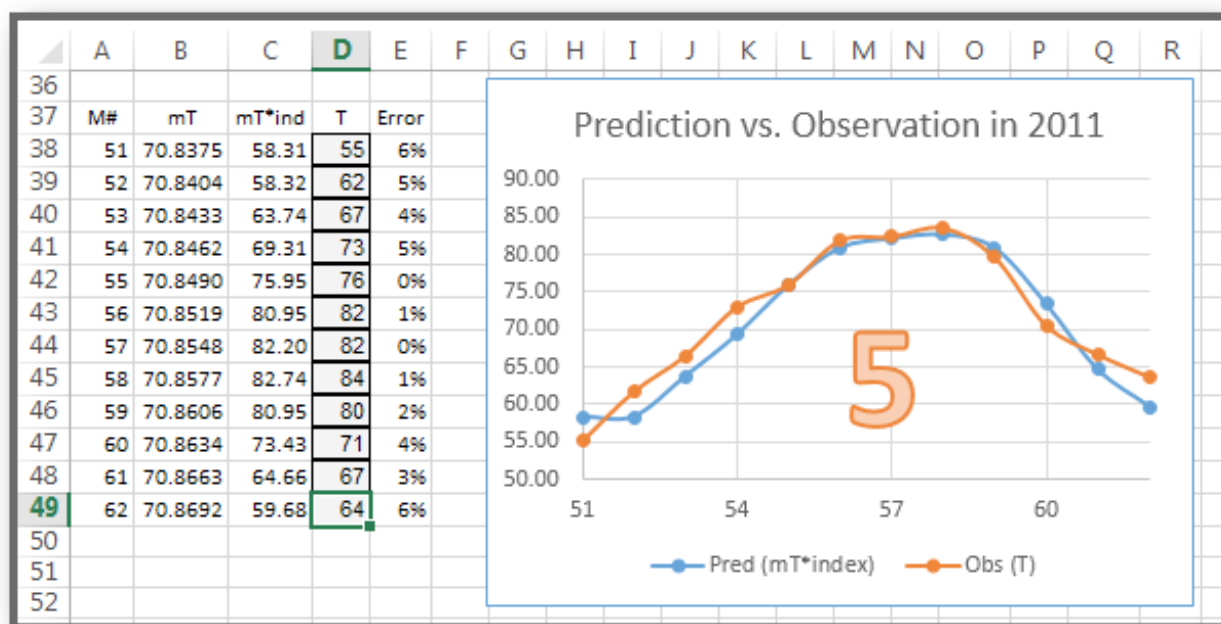 A B C D E F G H I J K L M N O P Q R
36
37 M# mT mT*ind T Error
38 51 70.8375 58.31 55 6%
39 52 70.8404 58.32 62 5%
40 53 70.8433 63.74 67 4%
41 54 70.8462 69.31 73 5%
42 55 70.8490 75.95 76 0%
43 56 70.8519 80.95 82 1%
44 57 70.8548 82.20 82 0%
45 58 70.8577 82.74 84 1%
46 59 70.8606 80.95 80 2%
47 60 70.8634 73.43 71 4%
48 61 70.8663 64.66 67 3%
49 62 70.8692 59.68 64 6%
50
51
52
Prediction vs. Observation in 2011
90.00
85.00
80.00
75.00
70.00
65.00
60.00
55.00
50.00
5
51 54 57 60
Pred (mT*index) Obs (T)